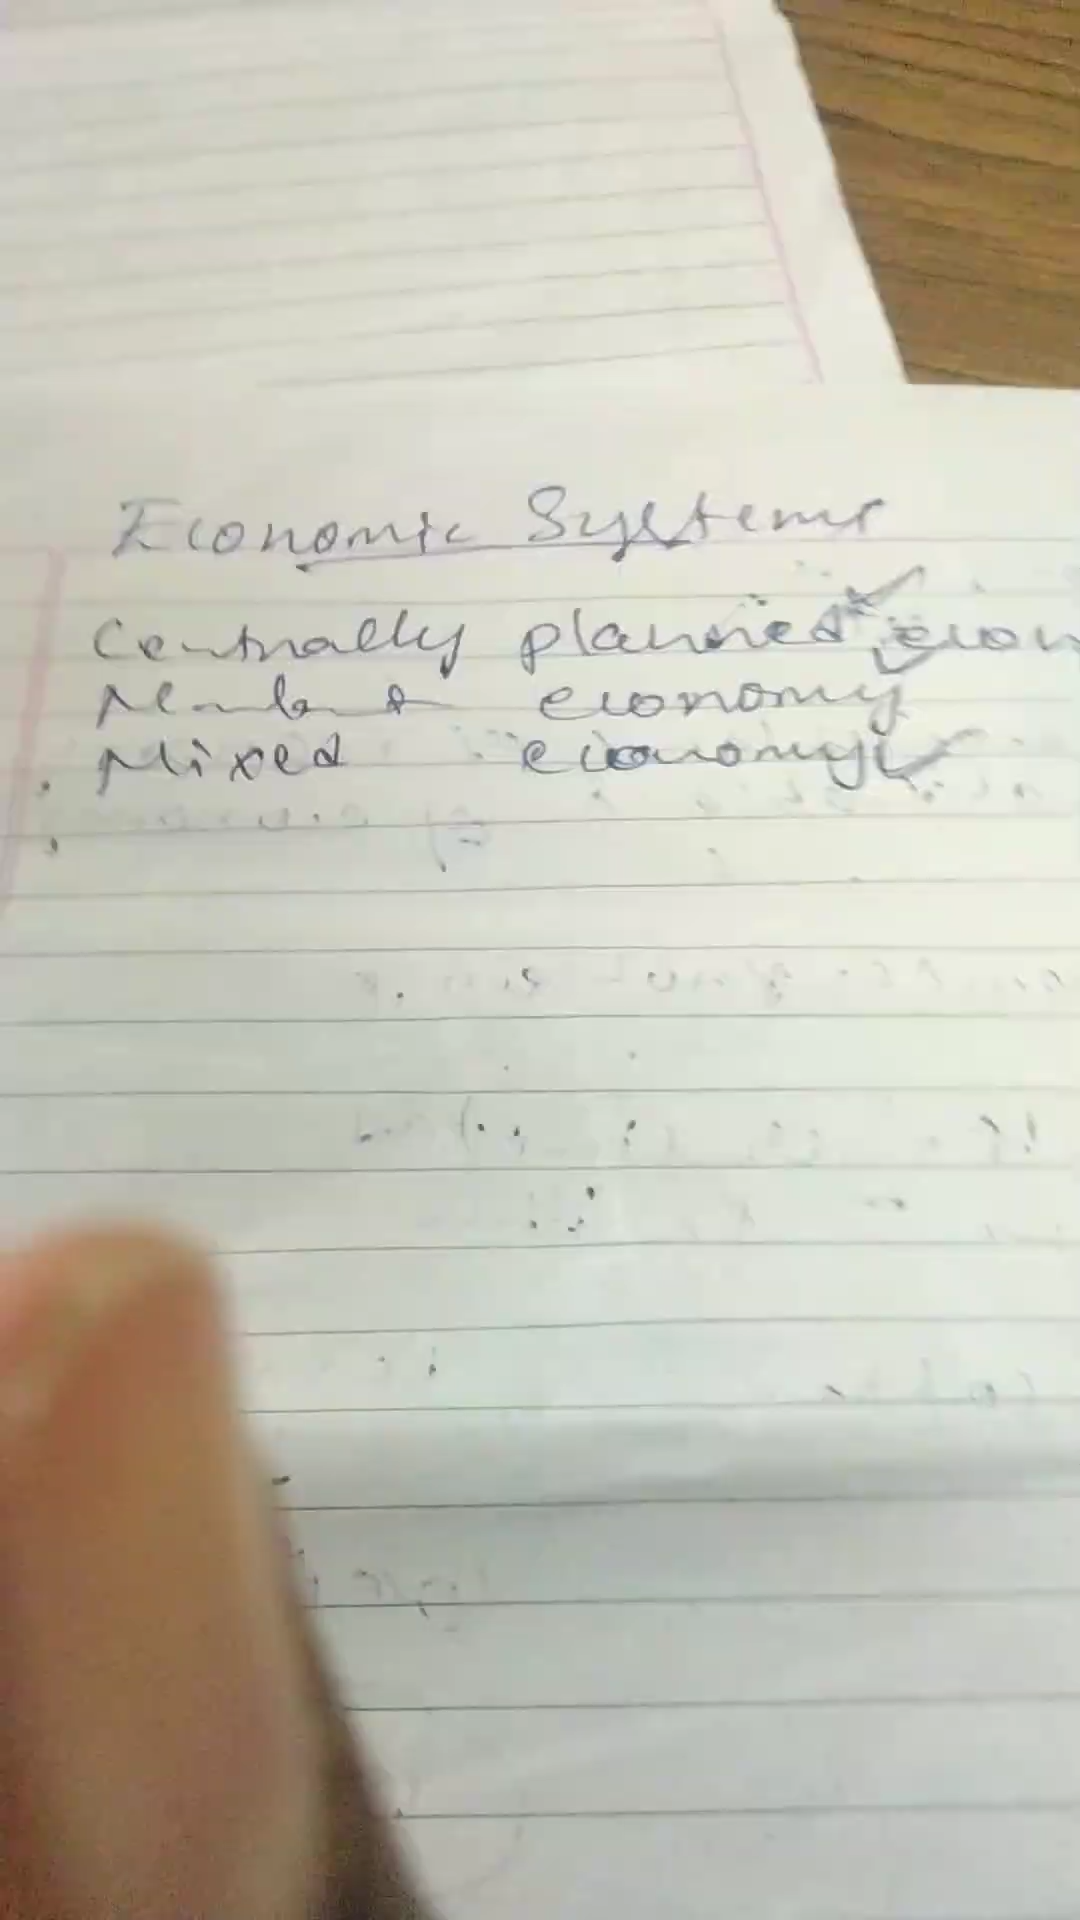 Economic Systems
Centrally planned econ
Market economy
Mixed economy